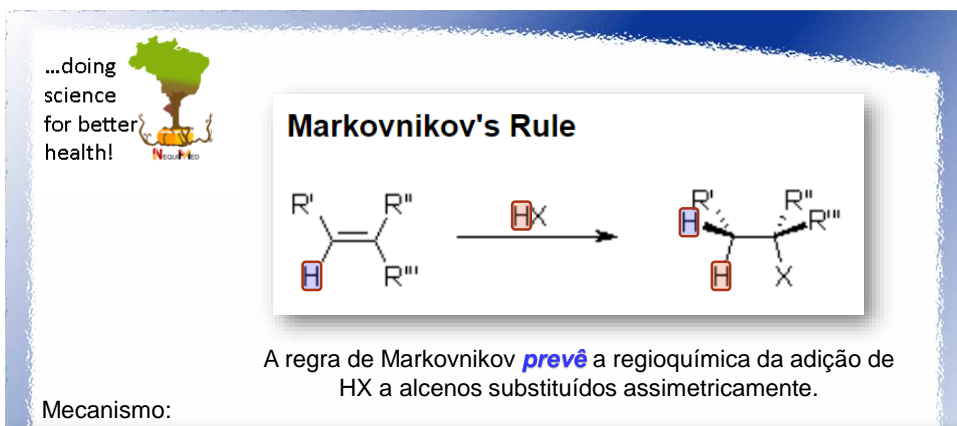 ...doing
science
for better
health!
NEQUIMED
Markovnikov's Rule
R' R" HX R' R"
H R'''
H R''' H X
A regra de Markovnikov prevê a regioquímica da adição de
HX a alcenos substituídos assimetricamente.
Mecanismo: